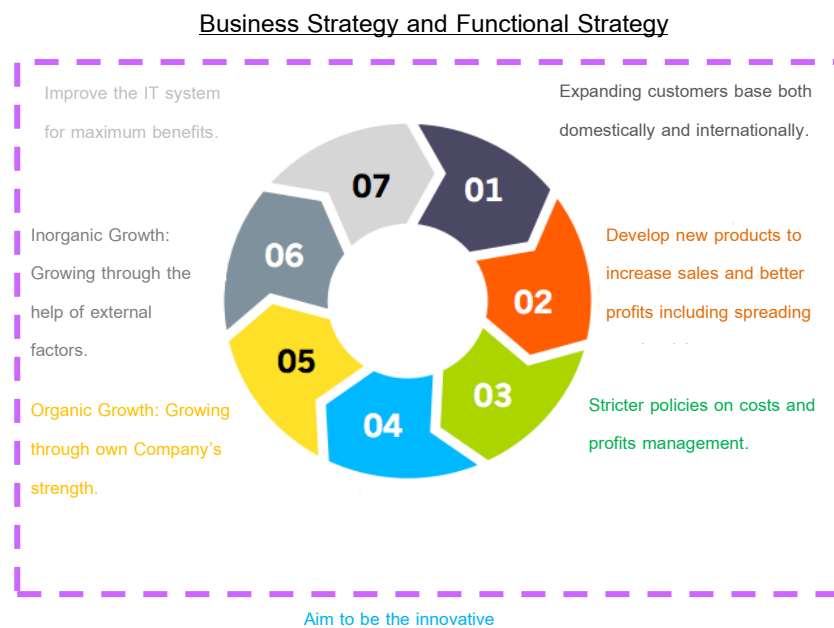 Business Strategy and Functional Strategy
Improve the IT system
for maximum benefits.
Expanding customers base both
domestically and internationally.
07
01
Inorganic Growth:
Growing through the
help of external
factors.
06
02
Develop new products to
increase sales and better
profits including spreading
05
03
04
Organic Growth: Growing
through own Company's
strength.
Stricter policies on costs and
profits management.
Aim to be the innovative